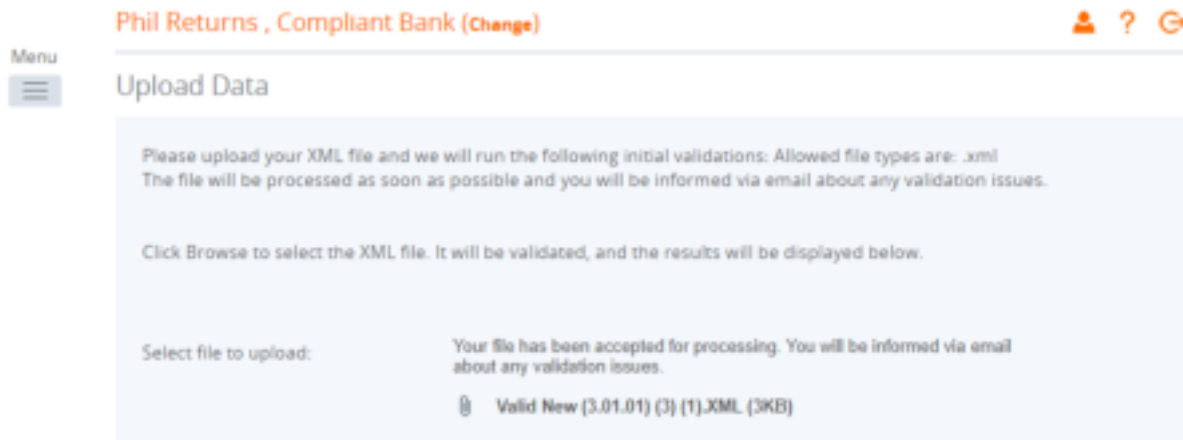 Phil Returns , Compliant Bank (Change)
?
Menu
Upload Data
Please upload your XML file and we will run the following initial validations: Allowed file types are: .xml
The file will be processed as soon as possible and you will be informed via email about any validation issues.
Click Browse to select the XML file. It will be validated, and the results will be displayed below.
Select file to upload:
Your file has been accepted for processing. You will be informed via email
about any validation issues.
Valid New (3.01.01) (3) (1).XML (3KB)